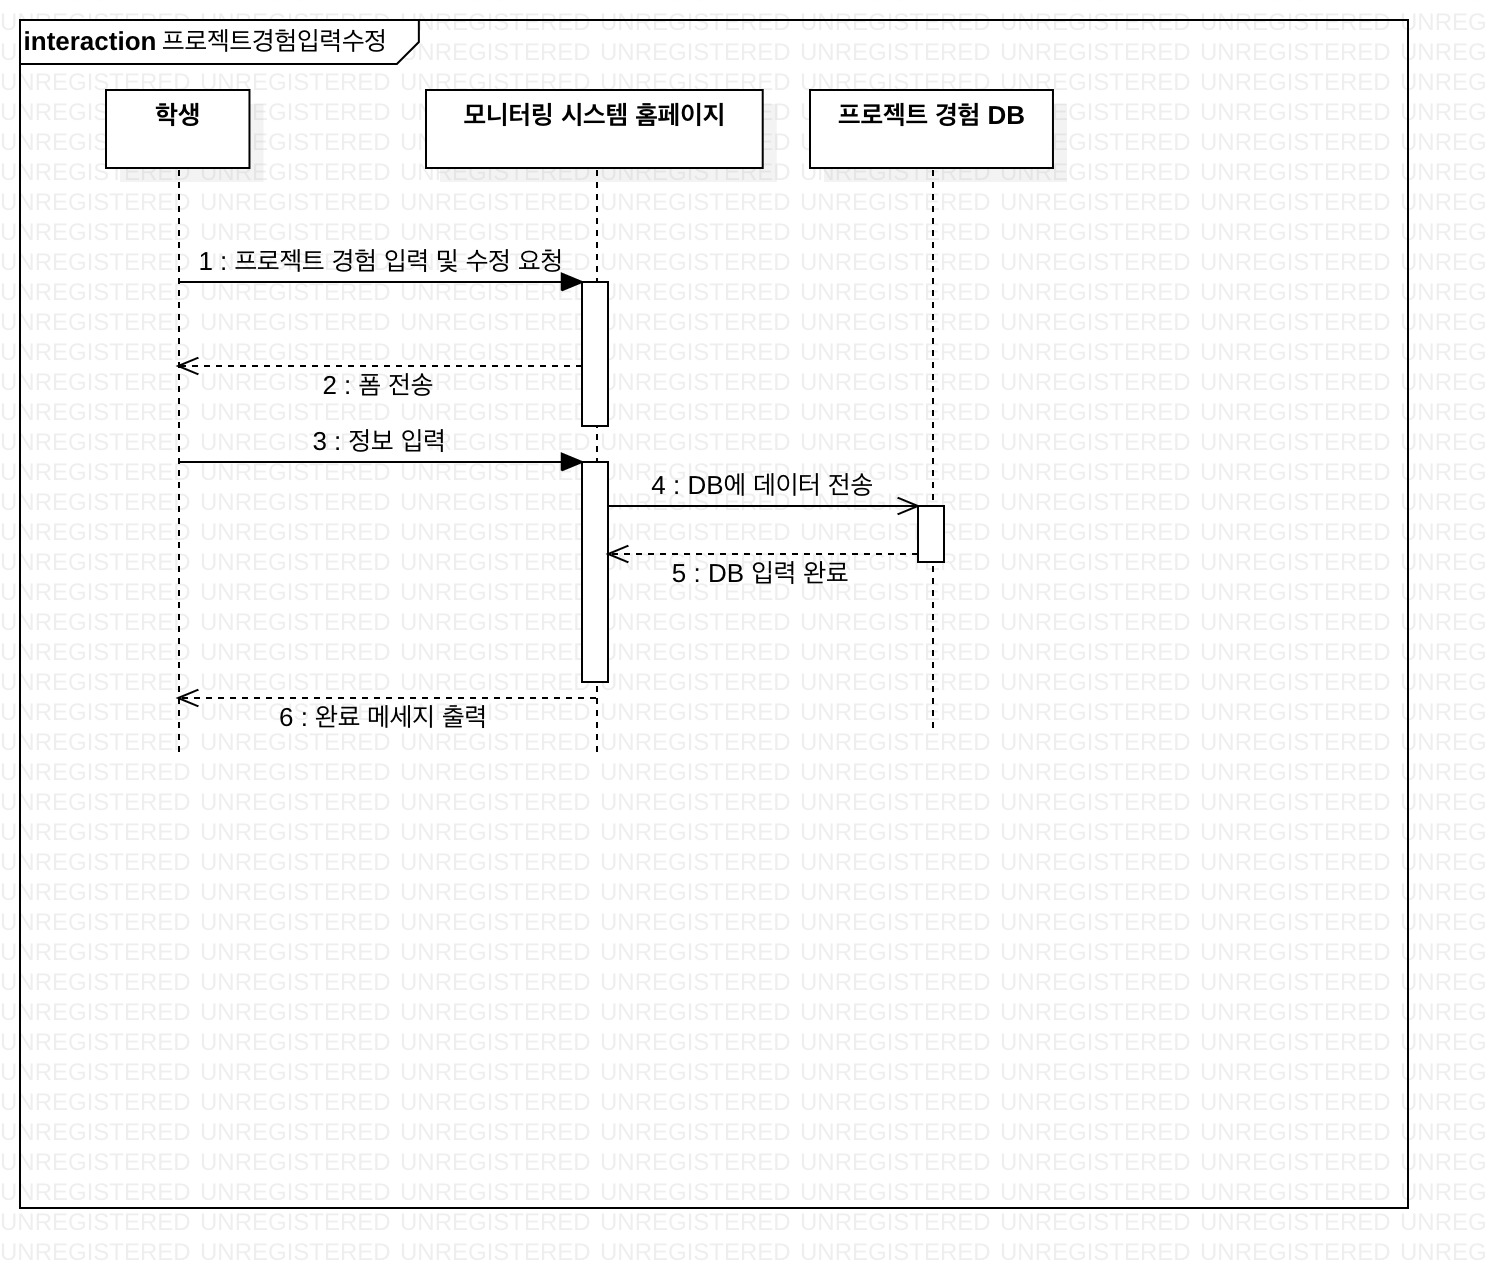 interaction 프로젝트경험입력수정
학생
모니터링 시스템 홈페이지
프로젝트 경험 DB
1 : 프로젝트 경험 입력 및 수정 요청
2 : 폼 전송
3 : 정보 입력
4 : DB에 데이터 전송
5 : DB 입력 완료
6 : 완료 메세지 출력
UNREGISTERED